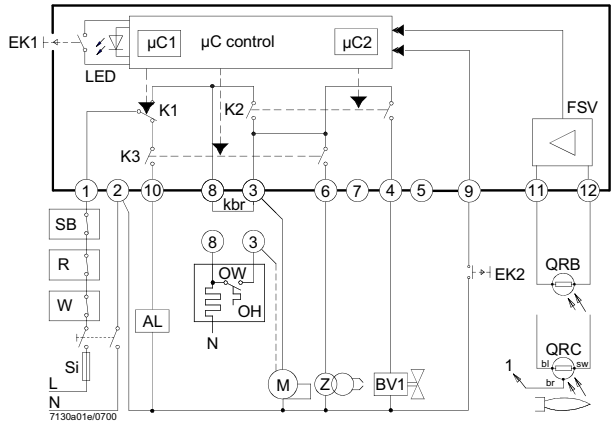 EK1
LED
µC1
µC control
µC2
FSV
K1
K2
K3
1
2
10
8
3
6
7
4
5
9
11
12
kbr
SB
R
W
Si
L
N
7130a01e/0700
AL
8
3
OW
OH
N
M
Z
BV1
EK2
QRB
QRC
bl
sw
br
1